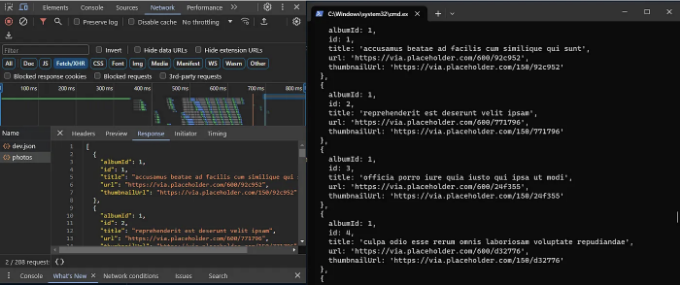 Elements Console Sources Network Performance
Preserve log Disable cache No throttling
Filter Invert Hide data URLs Hide extension URLs
All Doc JS Fetch/XHR CSS Font Img Media Manifest WS Wasm Other
Blocked response cookies Blocked requests 3rd-party requests
100 ms 200 ms 300 ms 400 ms 500 ms 600 ms 700 ms 800 ms
Name Headers Preview Response Initiator Timing
dev.json
photos
1 [
2 {
3 "albumId": 1,
4 "id": 1,
5 "title": "accusamus beatae ad facilis cum similique qui
6 "url": "https://via.placeholder.com/600/92c952",
7 "thumbnailUrl": "https://via.placeholder.com/150/92c952"
8 },
9 {
10 "albumId": 1,
11 "id": 2,
12 "title": "reprehenderit est deserunt velit ipsam",
13 "url": "https://via.placeholder.com/600/771796",
"thumbnailUrl": "https://via.placeholder.com/150/771796"
2 / 208 request: {}
Console What's New Network conditions Issues Search
C:\Windows\system32\cmd.ex
albumId: 1,
id: 1,
title: 'accusamus beatae ad facilis cum similique qui sunt',
url: 'https://via.placeholder.com/600/92c952',
thumbnailUrl: 'https://via.placeholder.com/150/92c952'
},
{
albumId: 1,
id: 2,
title: 'reprehenderit est deserunt velit ipsam',
url: 'https://via.placeholder.com/600/771796',
thumbnailUrl: 'https://via.placeholder.com/150/771796'
},
{
albumId: 1,
id: 3,
title: 'officia porro iure quia iusto qui ipsa ut modi',
url: 'https://via.placeholder.com/600/24f355',
thumbnailUrl: 'https://via.placeholder.com/150/24f355'
},
{
albumId: 1,
id: 4,
title: 'culpa odio esse rerum omnis laboriosam voluptate repudiandae',
url: 'https://via.placeholder.com/600/d32776',
thumbnailUrl: 'https://via.placeholder.com/150/d32776'
},
{